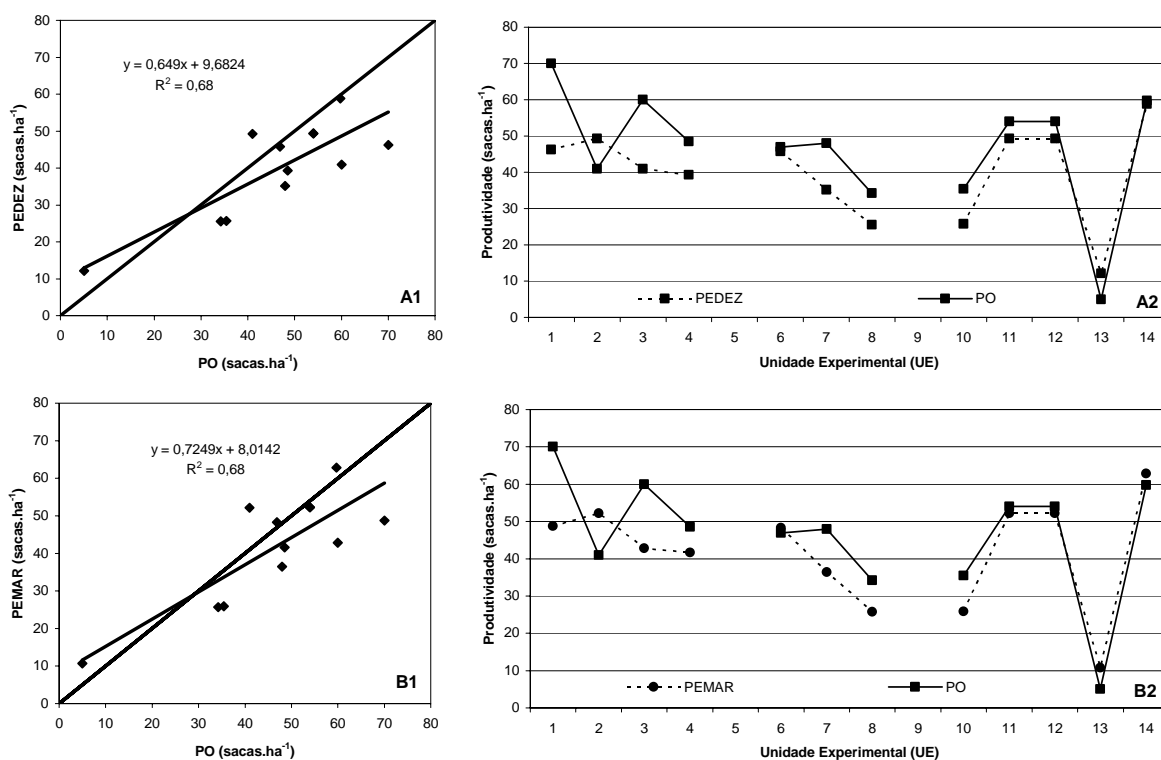 80
70
60
50
40
30
20
10
0
PEDEZ (sacas.ha⁻¹)
y = 0,649x + 9,6824
R² = 0,68
A1
0 10 20 30 40 50 60 70 80
PO (sacas.ha⁻¹)
80
70
60
50
40
30
20
10
0
Produtividade (sacas.ha⁻¹)
PEDEZ PO
A2
1 2 3 4 5 6 7 8 9 10 11 12 13 14
Unidade Experimental (UE)
80
70
60
50
40
30
20
10
0
PEMAR (sacas.ha⁻¹)
y = 0,7249x + 8,0142
R² = 0,68
B1
0 10 20 30 40 50 60 70 80
PO (sacas.ha⁻¹)
80
70
60
50
40
30
20
10
0
Produtividade (sacas.ha⁻¹)
PEMAR PO
B2
1 2 3 4 5 6 7 8 9 10 11 12 13 14
Unidade Experimental (UE)